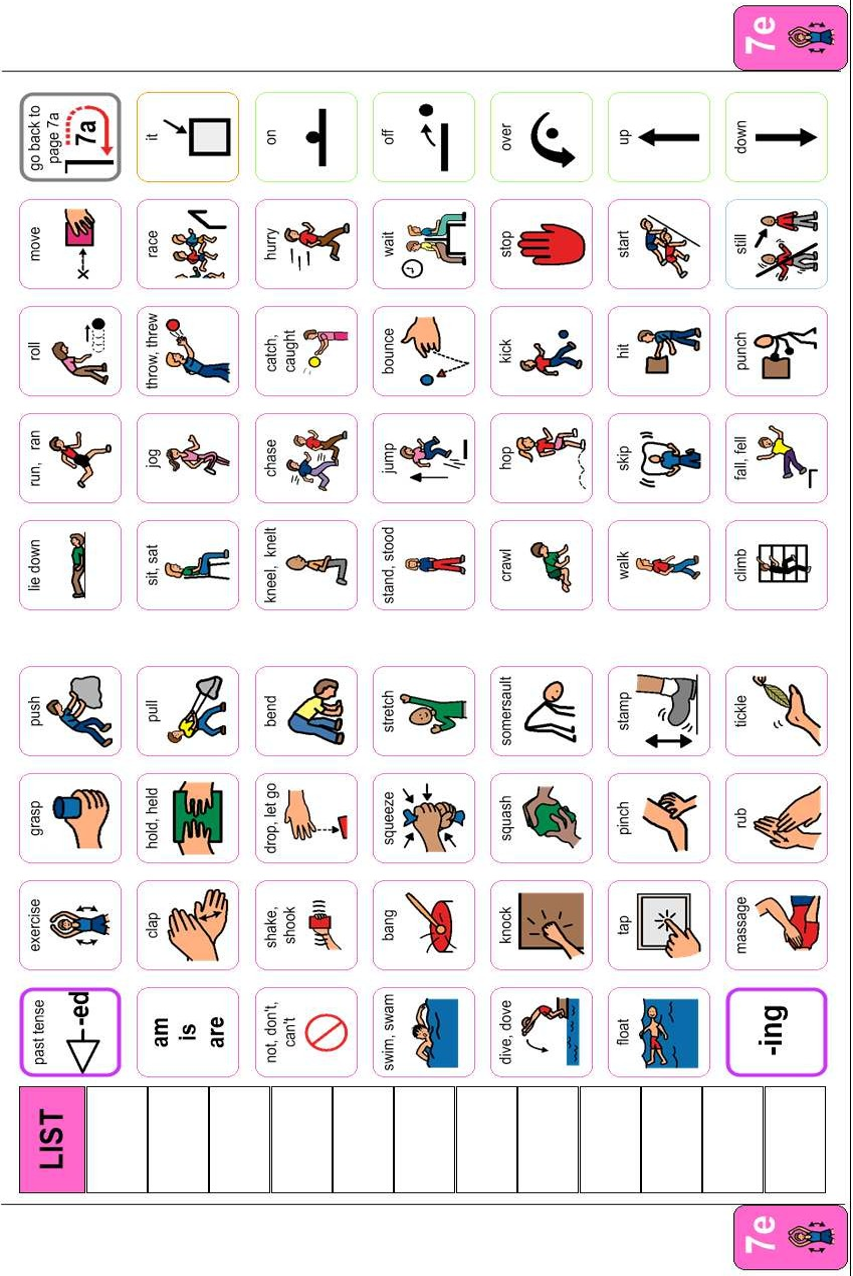 LIST
past tense
-ed
exercise
grasp
push
lie down
run, ran
roll
move
go back to
page 7a
7a
am
is
are
clap
hold, held
pull
sit, sat
jog
throw, threw
race
it
not, don't,
can't
shake,
shook
drop, let go
bend
kneel, knelt
chase
catch,
caught
hurry
on
swim, swam
bang
squeeze
stretch
stand, stood
jump
bounce
wait
off
dive, dove
knock
squash
somersault
crawl
hop
kick
stop
over
float
tap
pinch
stamp
walk
skip
hit
start
up
-ing
massage
rub
tickle
climb
fall, fell
punch
still
down
7e
7e